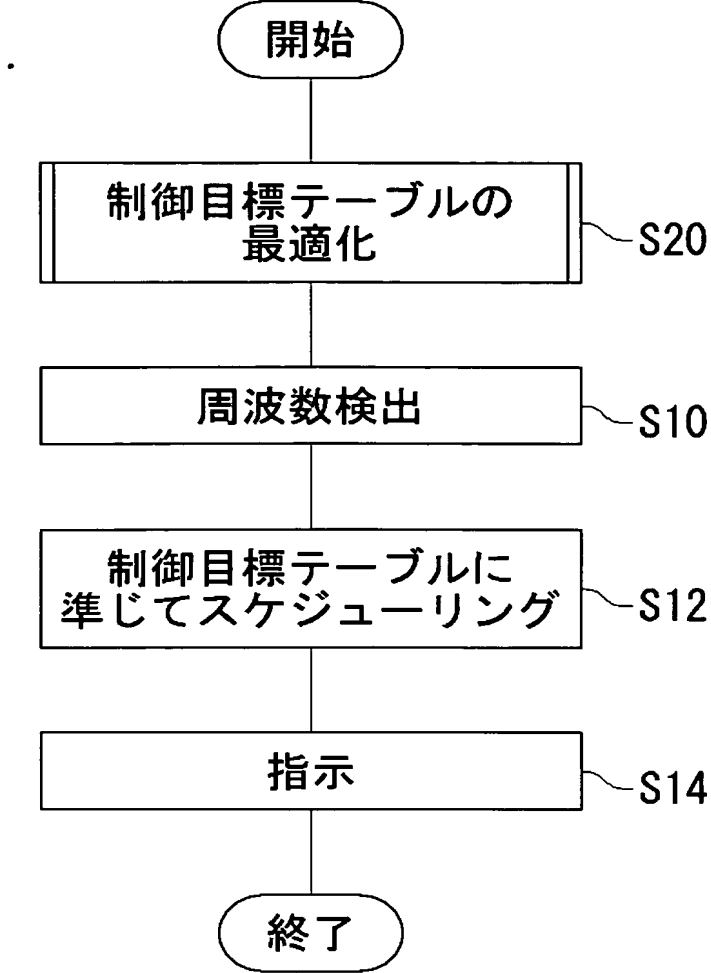 開始
制御目標テーブルの
最適化
S20
周波数検出
S10
制御目標テーブルに
準じてスケジューリング
S12
指示
S14
終了